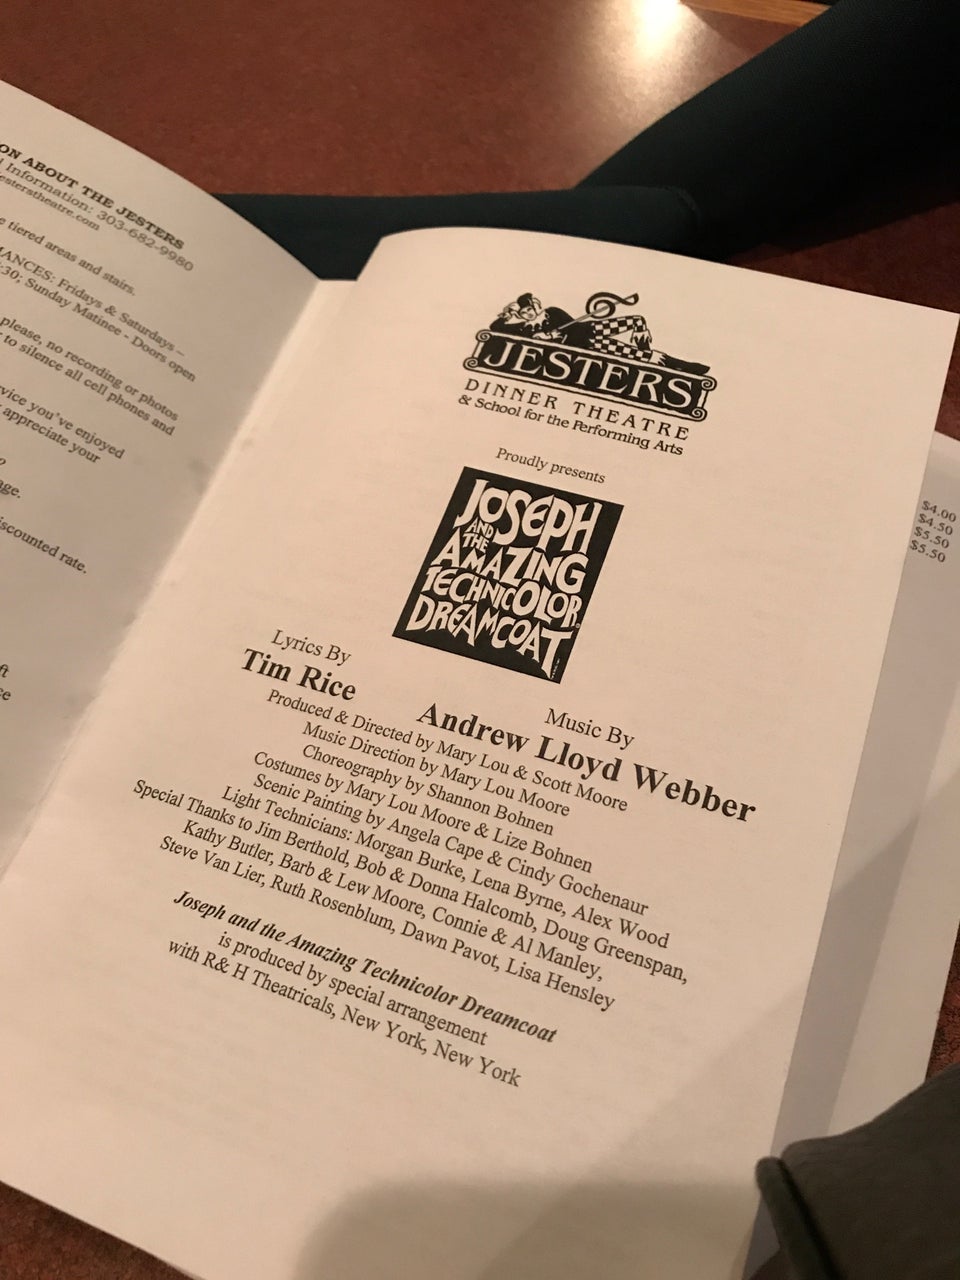 ON ABOUT THE JESTERS
Information: 303-682-9980
esterstheatre.com
tiered areas and stairs.
MANCES: Fridays & Saturdays –
:30; Sunday Matinee - Doors open
please, no recording or photos
to silence all cell phones and
vice you've enjoyed
appreciate your
age.
iscounted rate.
JESTERS
DINNER THEATRE
& School for the Performing Arts
Proudly presents
JOSEPH
AND
THE
AMAZING
TECHNICOLOR®
DREAMCOAT
Lyrics By
Tim Rice
Music By
Andrew Lloyd Webber
Produced & Directed by Mary Lou & Scott Moore
Music Direction by Mary Lou Moore
Choreography by Shannon Bohnen
Costumes by Mary Lou Moore & Lize Bohnen
Scenic Painting by Angela Cape & Cindy Gochenaur
Light Technicians: Morgan Burke, Lena Byrne, Alex Wood
Special Thanks to Jim Berthold, Bob & Donna Halcomb, Doug Greenspan,
Kathy Butler, Barb & Lew Moore, Connie & Al Manley,
Steve Van Lier, Ruth Rosenblum, Dawn Pavot, Lisa Hensley
Joseph and the Amazing Technicolor Dreamcoat
is produced by special arrangement
with R& H Theatricals, New York, New York
$4.00
$4.50
$5.50
$5.50